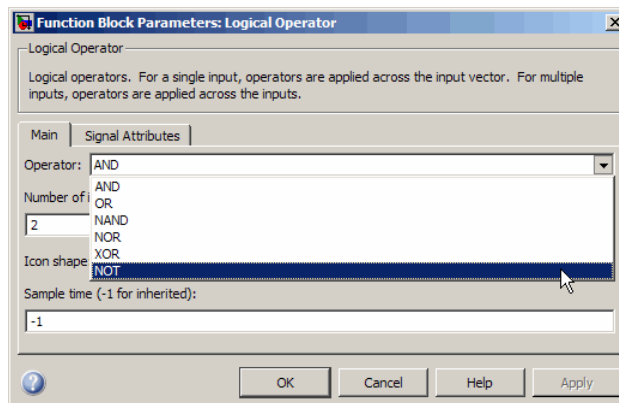 Function Block Parameters: Logical Operator
Logical Operator
Logical operators. For a single input, operators are applied across the input vector. For multiple
inputs, operators are applied across the inputs.
Main
Signal Attributes
Operator: AND
AND
Number of
OR
NAND
2
NOR
XOR
Icon shape
NOT
Sample time (-1 for inherited):
-1
OK
Cancel
Help
Apply